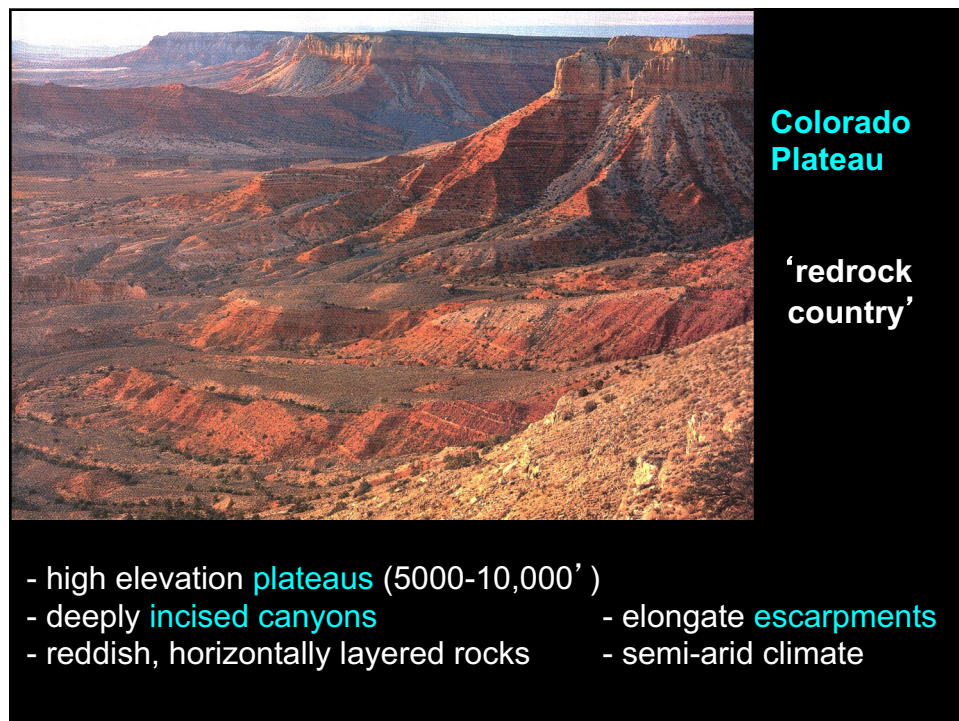 Colorado
Plateau
‘redrock
country’
- high elevation plateaus (5000-10,000’ )
- deeply incised canyons
- elongate escarpments
- reddish, horizontally layered rocks
- semi-arid climate